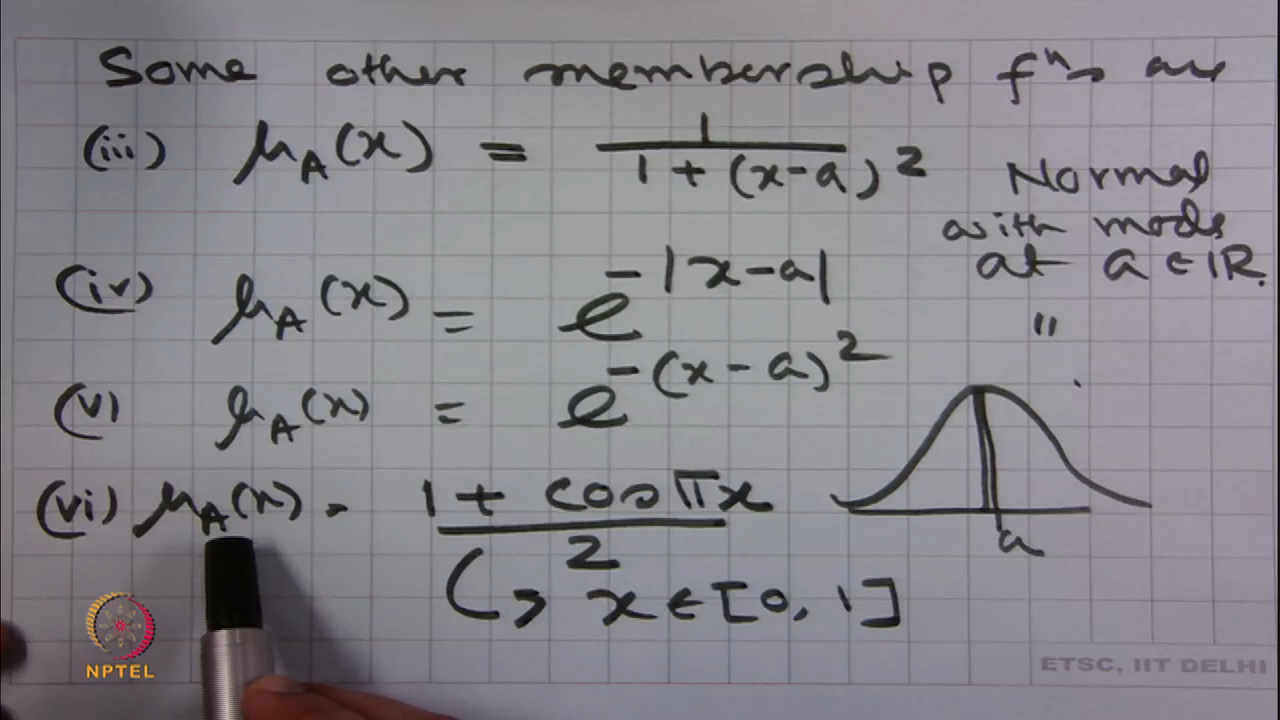 Some other membership fⁿs are
(iii) μ_A(x) = 1 / (1 + (x-a)²) Normal
with mode
at a ∈ ℝ.
(iv) μ_A(x) = e^(-|x-a|) "
(v) μ_A(x) = e^(-(x-a)²)
a
(vi) μ_A(x) = (1 + cos πx) / 2
, x ∈ [0, 1]
NPTEL
ETSC, IIT DELHI